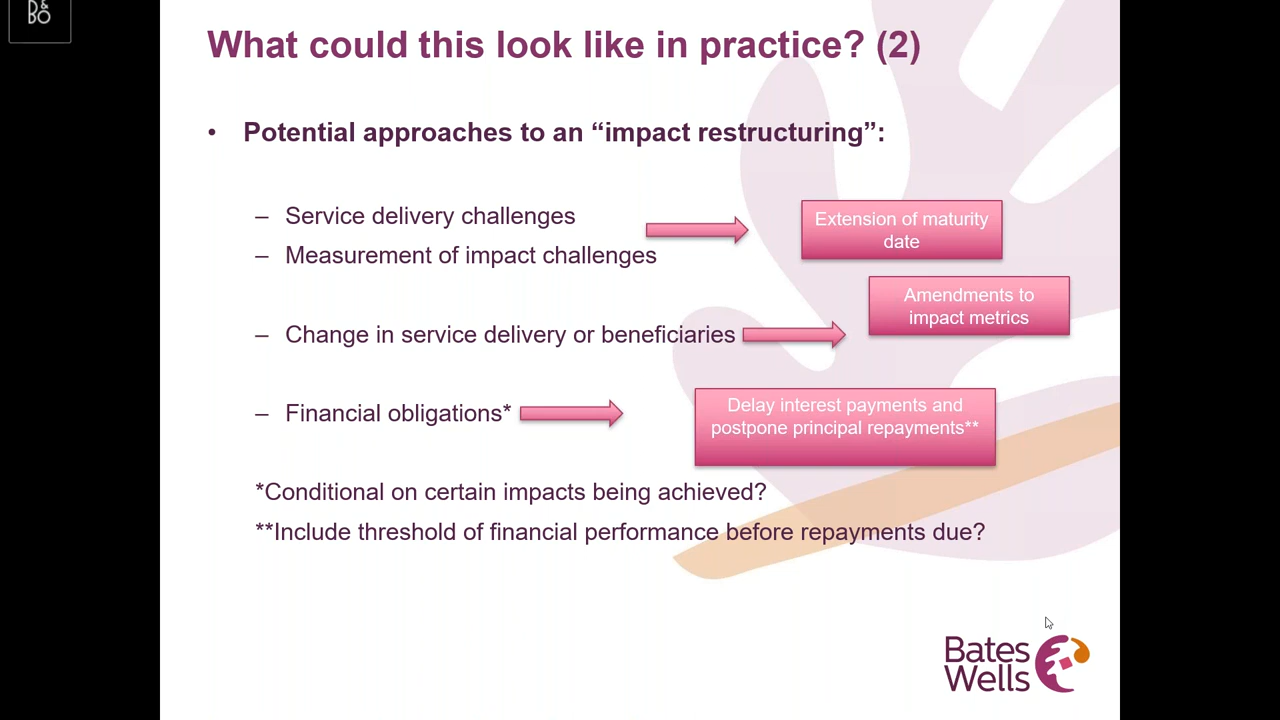 D&
BO
What could this look like in practice? (2)
• Potential approaches to an “impact restructuring”:
– Service delivery challenges
– Measurement of impact challenges
Extension of maturity
date
– Change in service delivery or beneficiaries
Amendments to
impact metrics
– Financial obligations*
Delay interest payments and
postpone principal repayments**
*Conditional on certain impacts being achieved?
**Include threshold of financial performance before repayments due?
Bates
Wells